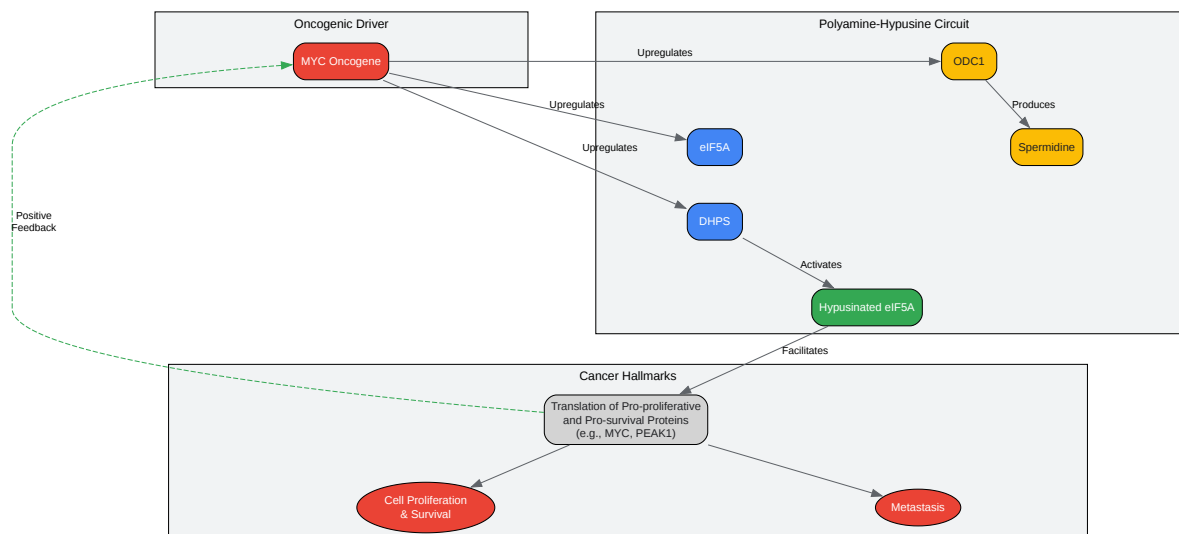 Oncogenic Driver
Polyamine-Hypusine Circuit
MYC Oncogene
Upregulates
ODC1
Upregulates
Produces
Upregulates
eIF5A
Spermidine
Positive
Feedback
DHPS
Activates
Hypusinated eIF5A
Facilitates
Cancer Hallmarks
Translation of Pro-proliferative
and Pro-survival Proteins
(e.g., MYC, PEAK1)
Cell Proliferation
& Survival
Metastasis